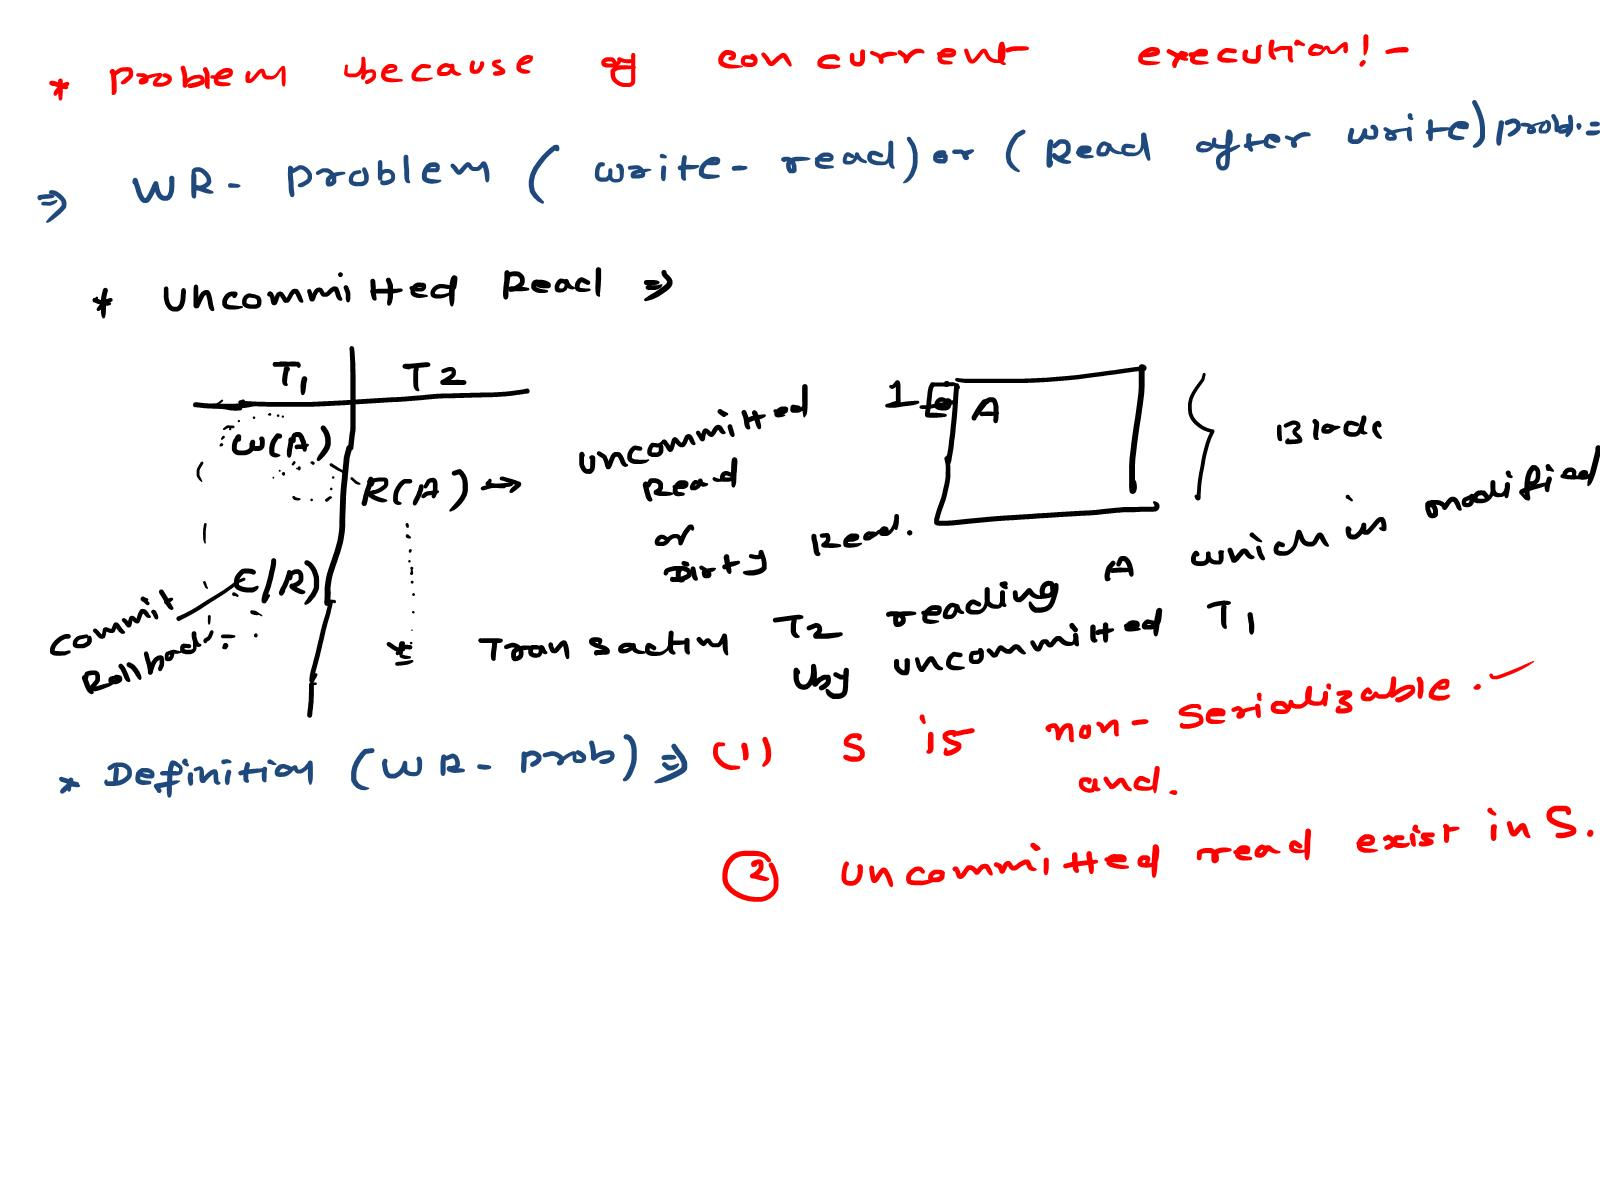 * Problem because of concurrent execution! -
⇒ WR- Problem ( write- read) or ( Read after write) prob:-
* Uncommitted Read ⇒
T1 T2
W(A)
R(A) → uncommitted Read or Dirty Read.
C/R)
commit
Rollback
1 A
Block
Transaction T2 reading A which is modified
by uncommitted T1
* Definition (WR- prob) ⇒ (1) S is non- serializable.
and.
(2) uncommitted read exist in S.